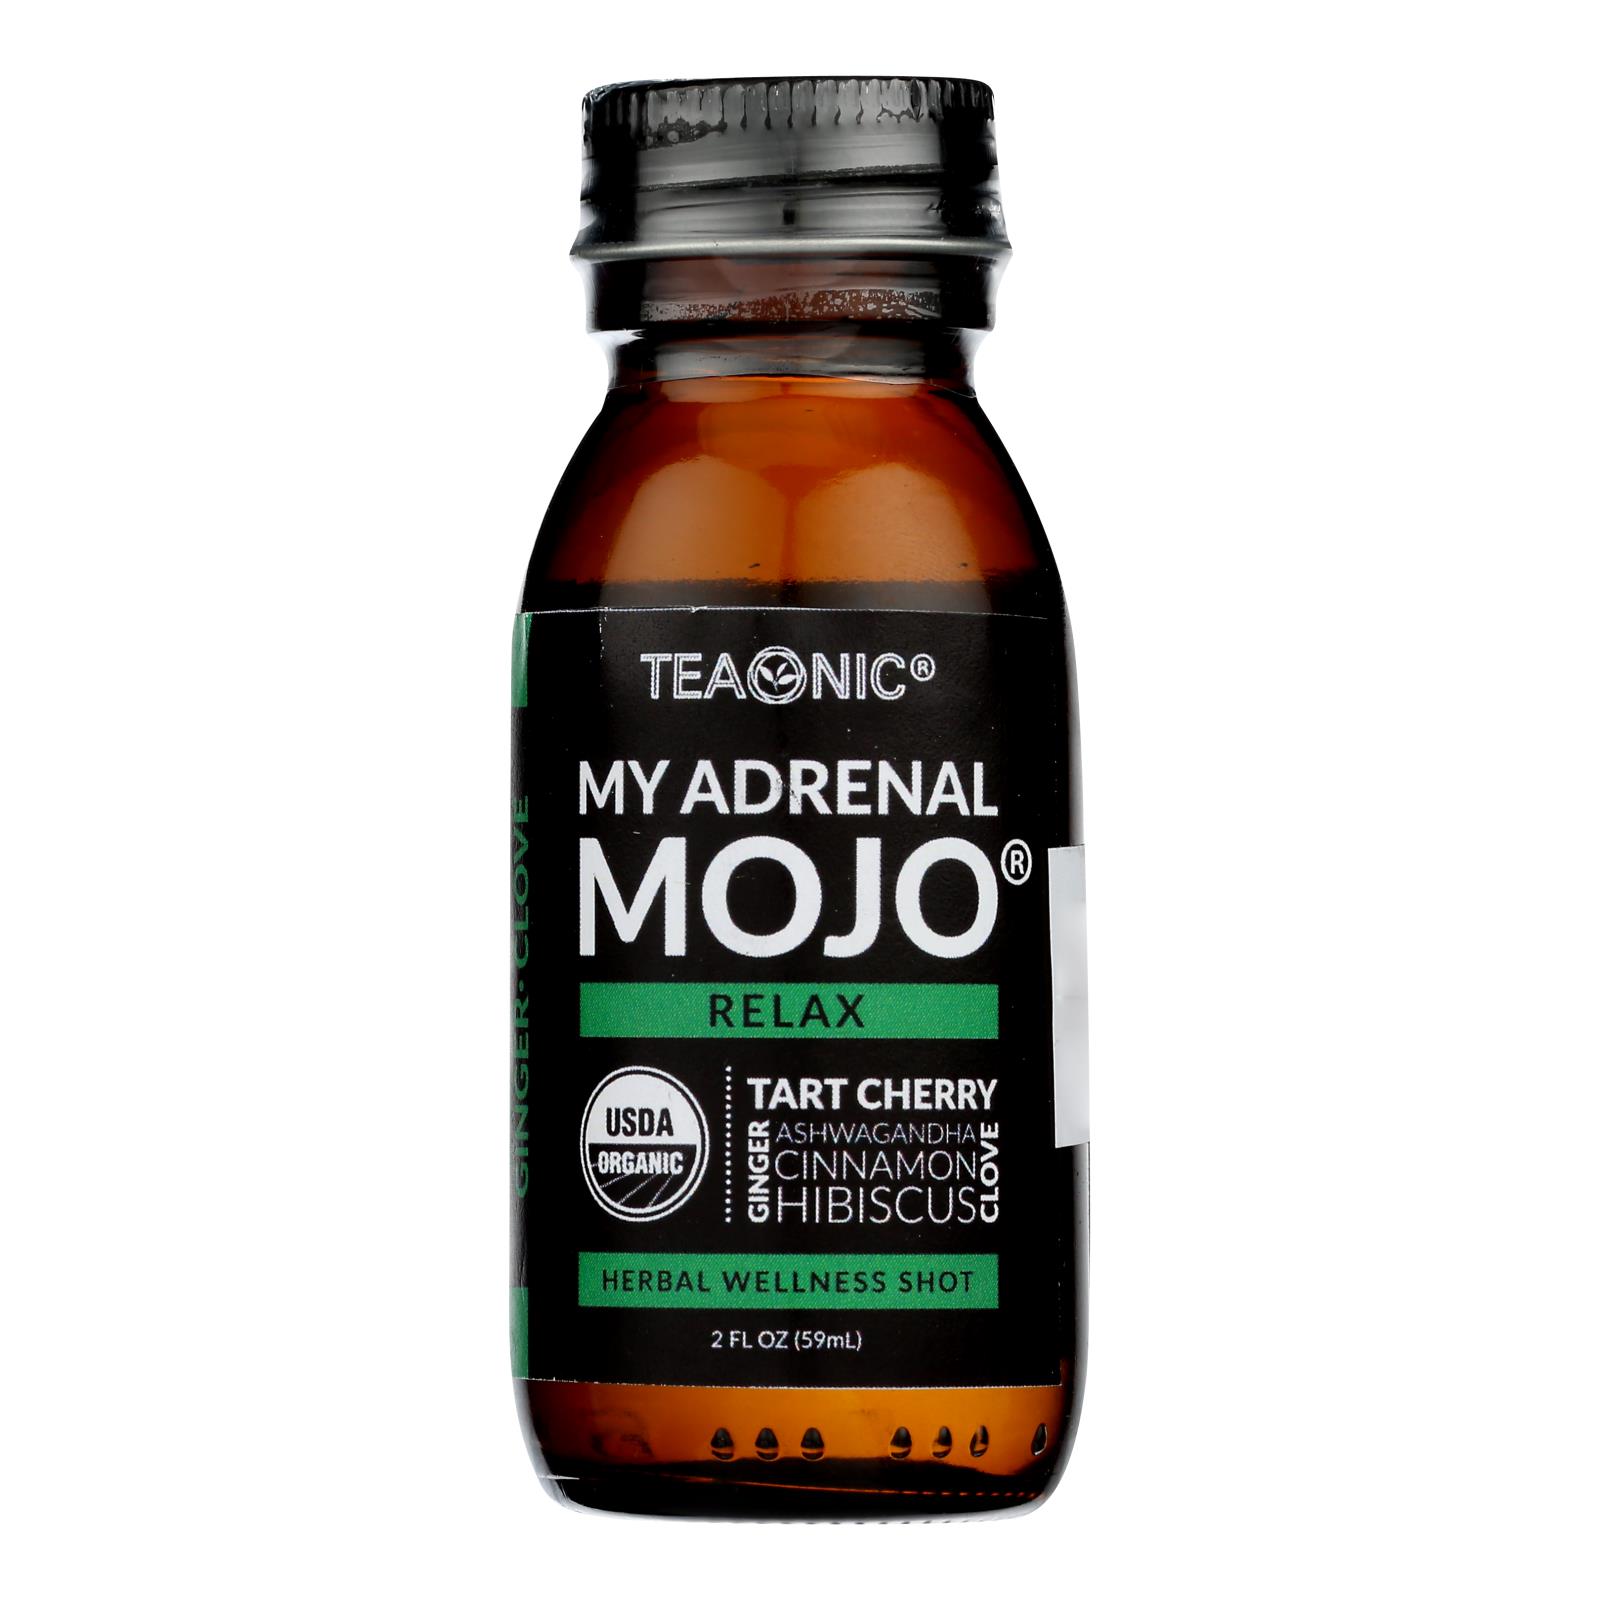 TEAONIC®
MY ADRENAL
MOJO®
RELAX
USDA
ORGANIC
TART CHERRY
GINGER
ASHWAGANDHA
CINNAMON
HIBISCUS
CLOVE
HERBAL WELLNESS SHOT
2 FL OZ (59mL)
GINGER • CLOVE